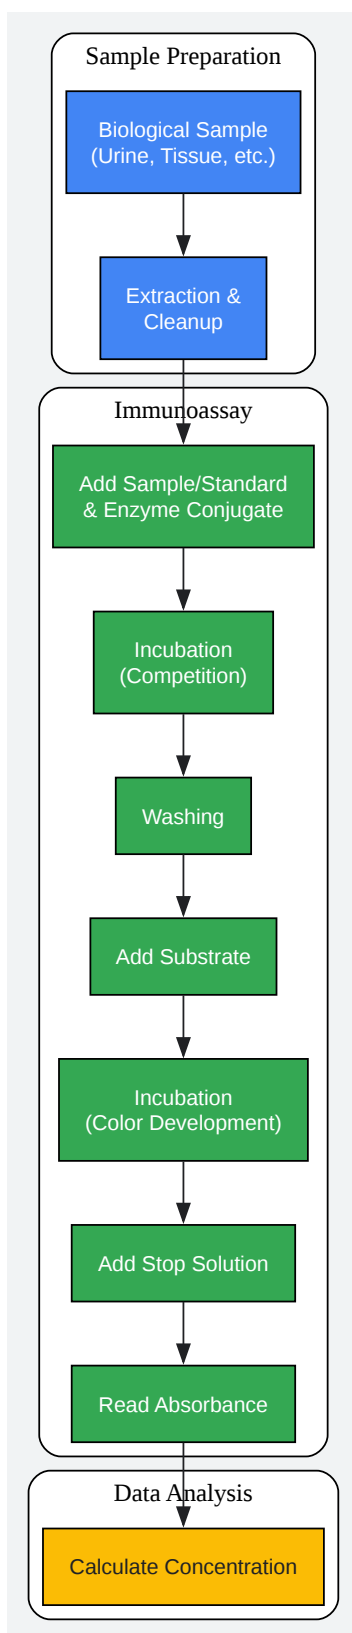 Sample Preparation
Biological Sample
(Urine, Tissue, etc.)
Extraction &
Cleanup
Immunoassay
Add Sample/Standard
& Enzyme Conjugate
Incubation
(Competition)
Washing
Add Substrate
Incubation
(Color Development)
Add Stop Solution
Read Absorbance
Data Analysis
Calculate Concentration